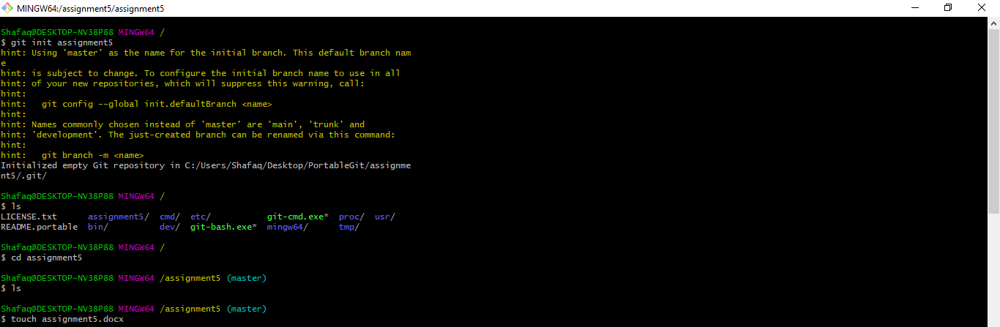 MINGW64:/assignment5/assignment5
Shafaq@DESKTOP-NV38P88 MINGW64 /
$ git init assignment5
hint: Using 'master' as the name for the initial branch. This default branch nam
e
hint: is subject to change. To configure the initial branch name to use in all
hint: of your new repositories, which will suppress this warning, call:
hint:
hint:   git config --global init.defaultBranch <name>
hint:
hint: Names commonly chosen instead of 'master' are 'main', 'trunk' and
hint: 'development'. The just-created branch can be renamed via this command:
hint:
hint:   git branch -m <name>
Initialized empty Git repository in C:/Users/Shafaq/Desktop/PortableGit/assignme
nt5/.git/
Shafaq@DESKTOP-NV38P88 MINGW64 /
$ ls
LICENSE.txt      assignment5/  cmd/  etc/           git-cmd.exe*  proc/  usr/
README.portable  bin/          dev/  git-bash.exe*  mingw64/      tmp/
Shafaq@DESKTOP-NV38P88 MINGW64 /
$ cd assignment5
Shafaq@DESKTOP-NV38P88 MINGW64 /assignment5 (master)
$ ls
Shafaq@DESKTOP-NV38P88 MINGW64 /assignment5 (master)
$ touch assignment5.docx